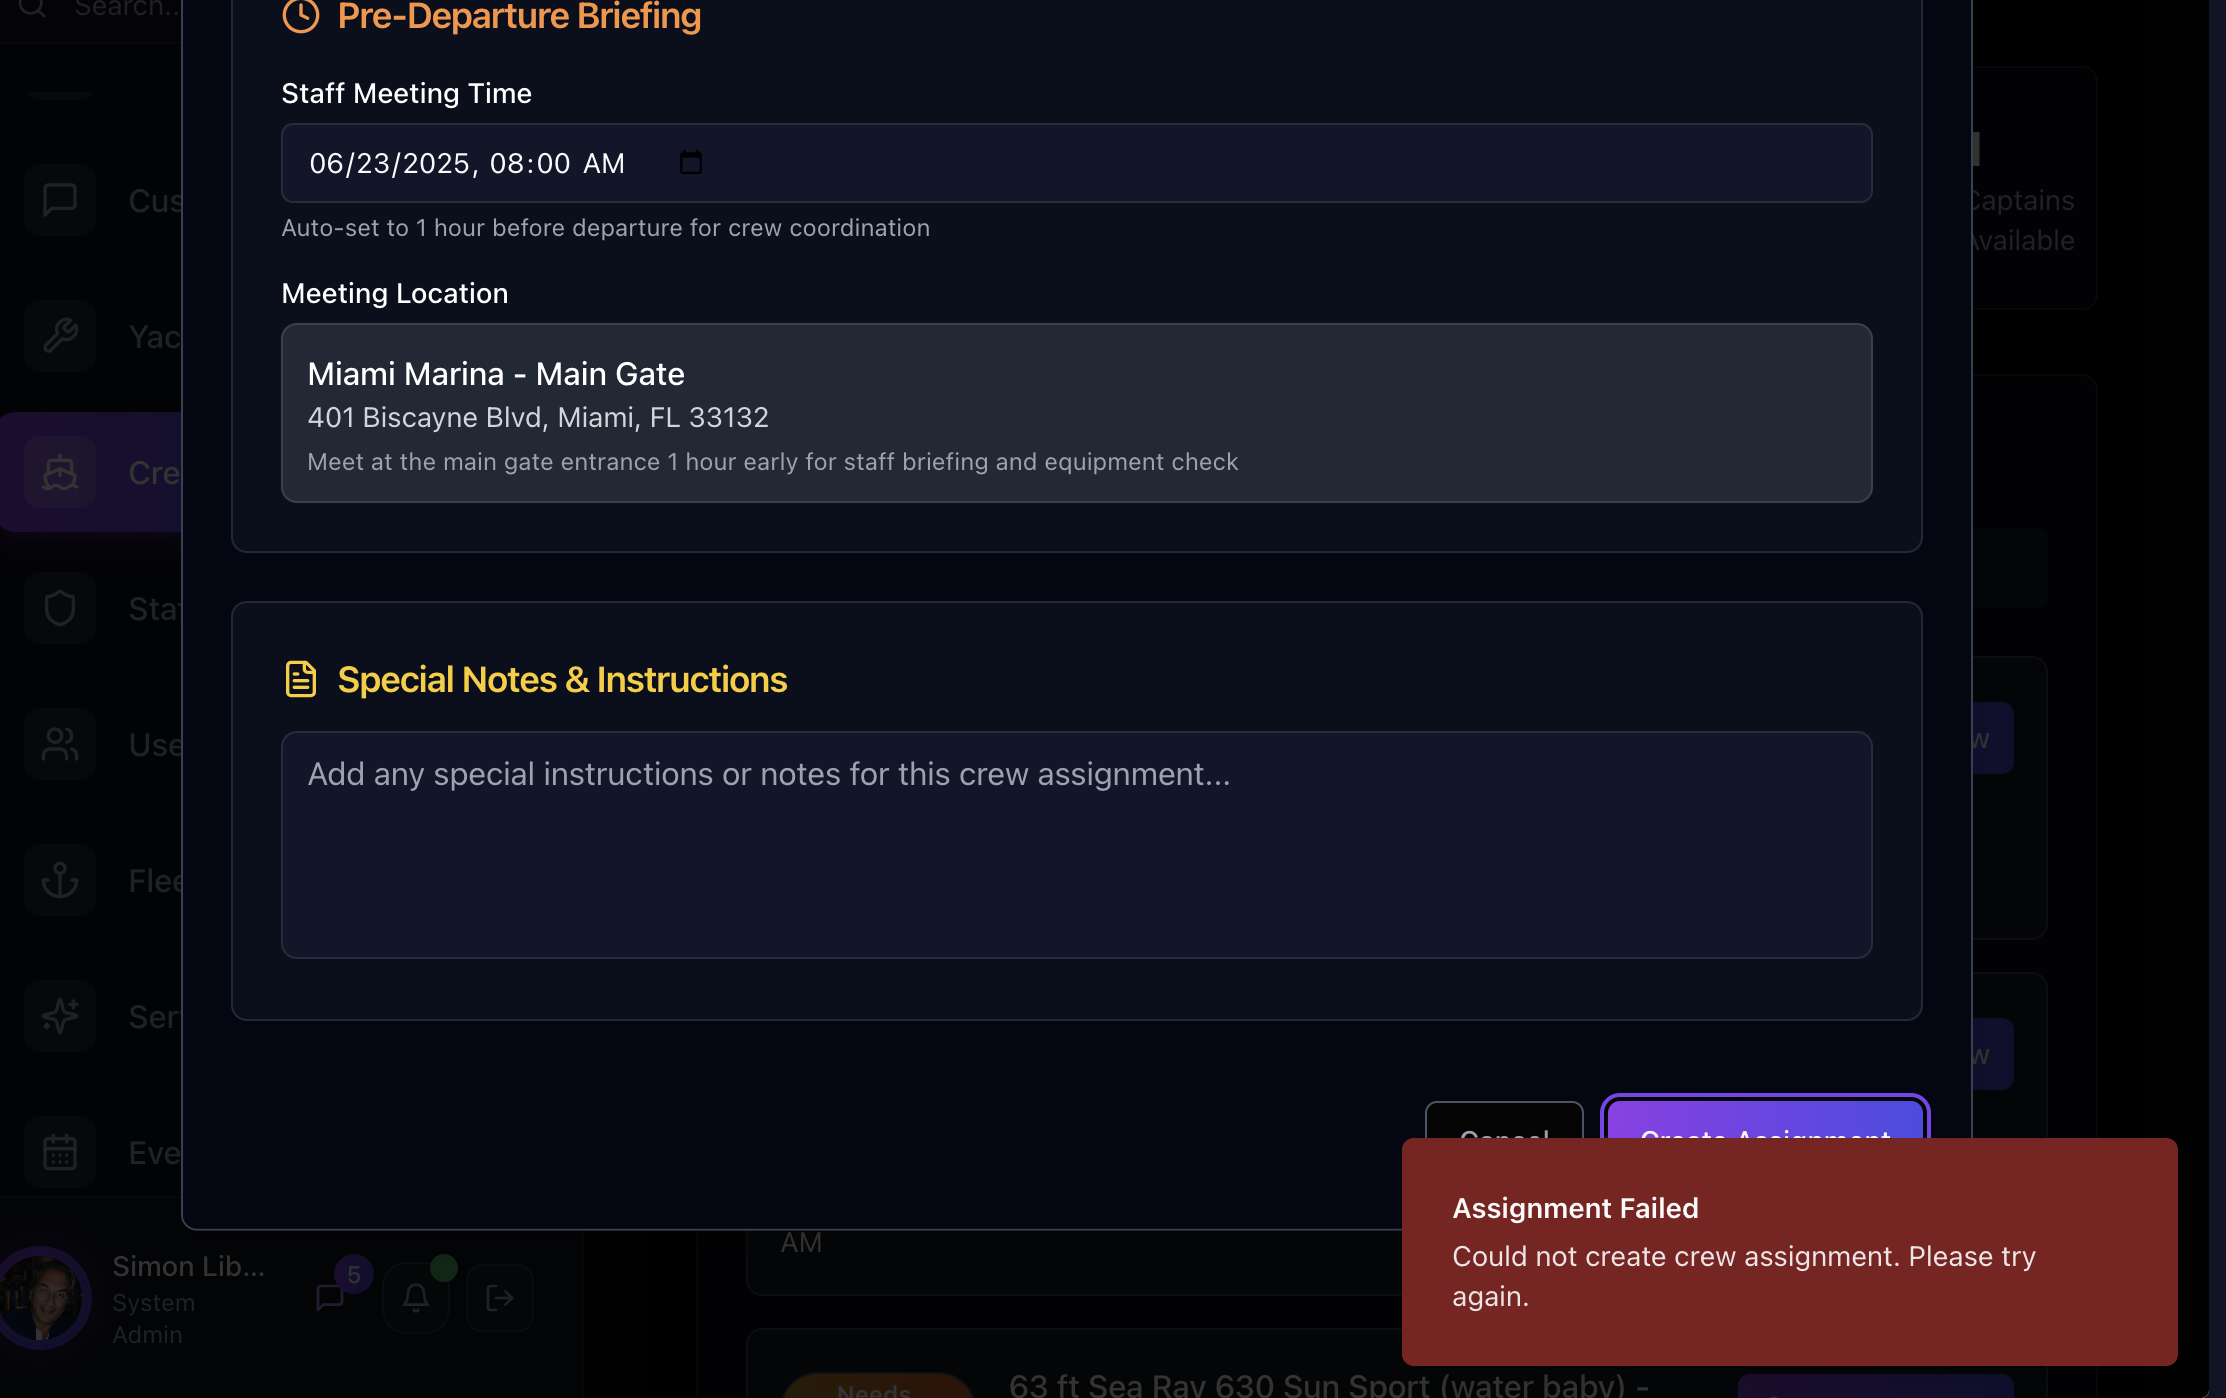 Search...
Pre-Departure Briefing
Staff Meeting Time
06/23/2025, 08:00 AM
Auto-set to 1 hour before departure for crew coordination
Meeting Location
Miami Marina - Main Gate
401 Biscayne Blvd, Miami, FL 33132
Meet at the main gate entrance 1 hour early for staff briefing and equipment check
Captains
Available
Cus
Yac
Cre
Sta
Use
Flee
Ser
Eve
Special Notes & Instructions
Add any special instructions or notes for this crew assignment...
w
w
Cancel
Create Assignment
Assignment Failed
Could not create crew assignment. Please try
again.
AM
Simon Lib...
System
Admin
5
Needs
63 ft Sea Ray 630 Sun Sport (water baby) -